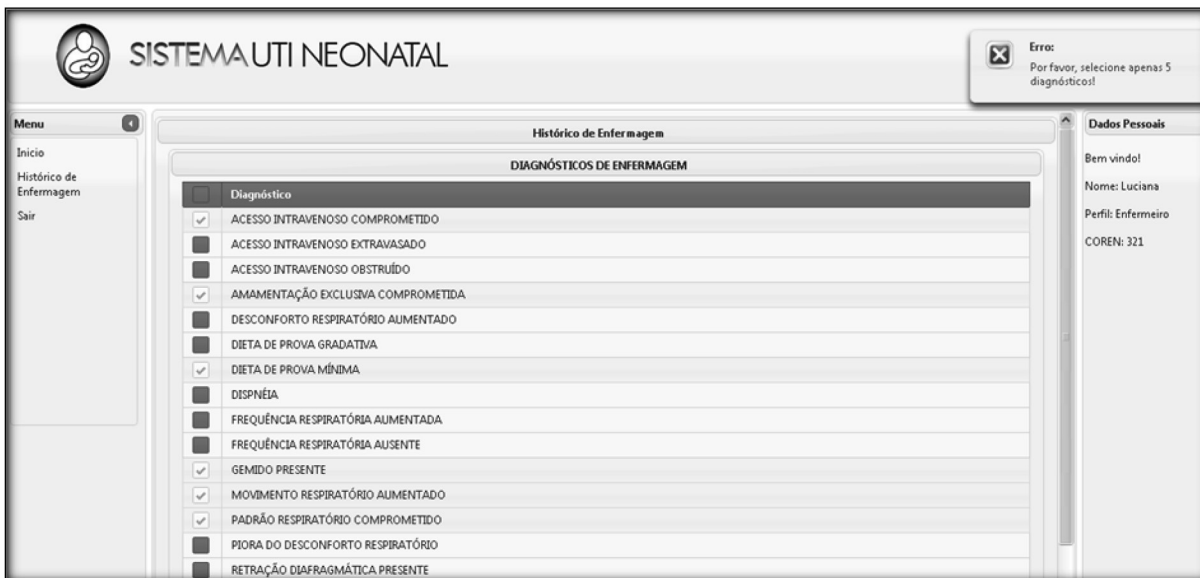 SISTEMA UTI NEONATAL
Erro:
Por favor, selecione apenas 5
diagnósticos!
Menu
Inicio
Histórico de
Enfermagem
Sair
Histórico de Enfermagem
DIAGNÓSTICOS DE ENFERMAGEM
Diagnóstico
ACESSO INTRAVENOSO COMPROMETIDO
ACESSO INTRAVENOSO EXTRAVASADO
ACESSO INTRAVENOSO OBSTRUÍDO
AMAMENTAÇÃO EXCLUSIVA COMPROMETIDA
DESCONFORTO RESPIRATÓRIO AUMENTADO
DIETA DE PROVA GRADATIVA
DIETA DE PROVA MÍNIMA
DISPNÉIA
FREQUÊNCIA RESPIRATÓRIA AUMENTADA
FREQUÊNCIA RESPIRATÓRIA AUSENTE
GEMIDO PRESENTE
MOVIMENTO RESPIRATÓRIO AUMENTADO
PADRÃO RESPIRATÓRIO COMPROMETIDO
PIORA DO DESCONFORTO RESPIRATÓRIO
RETRAÇÃO DIAFRAGMÁTICA PRESENTE
Dados Pessoais
Bem vindo!
Nome: Luciana
Perfil: Enfermeiro
COREN: 321